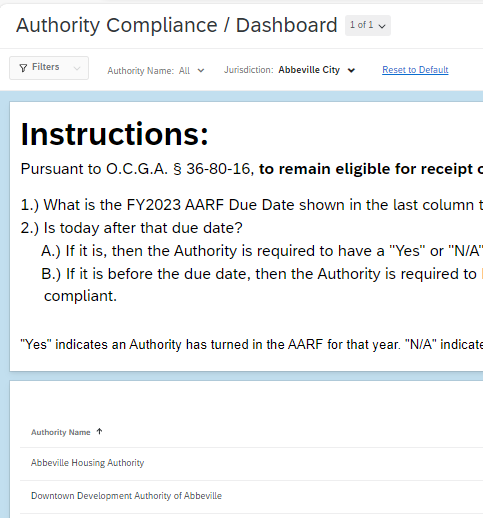 Authority Compliance / Dashboard 1 of 1
Filters Authority Name: All Jurisdiction: Abbeville City Reset to Default
Instructions:
Pursuant to O.C.G.A. § 36-80-16, to remain eligible for receipt
1.) What is the FY2023 AARF Due Date shown in the last column
2.) Is today after that due date?
A.) If it is, then the Authority is required to have a "Yes" or "N/A"
B.) If it is before the due date, then the Authority is required to
compliant.
"Yes" indicates an Authority has turned in the AARF for that year. "N/A" indicate
Authority Name ↑
Abbeville Housing Authority
Downtown Development Authority of Abbeville